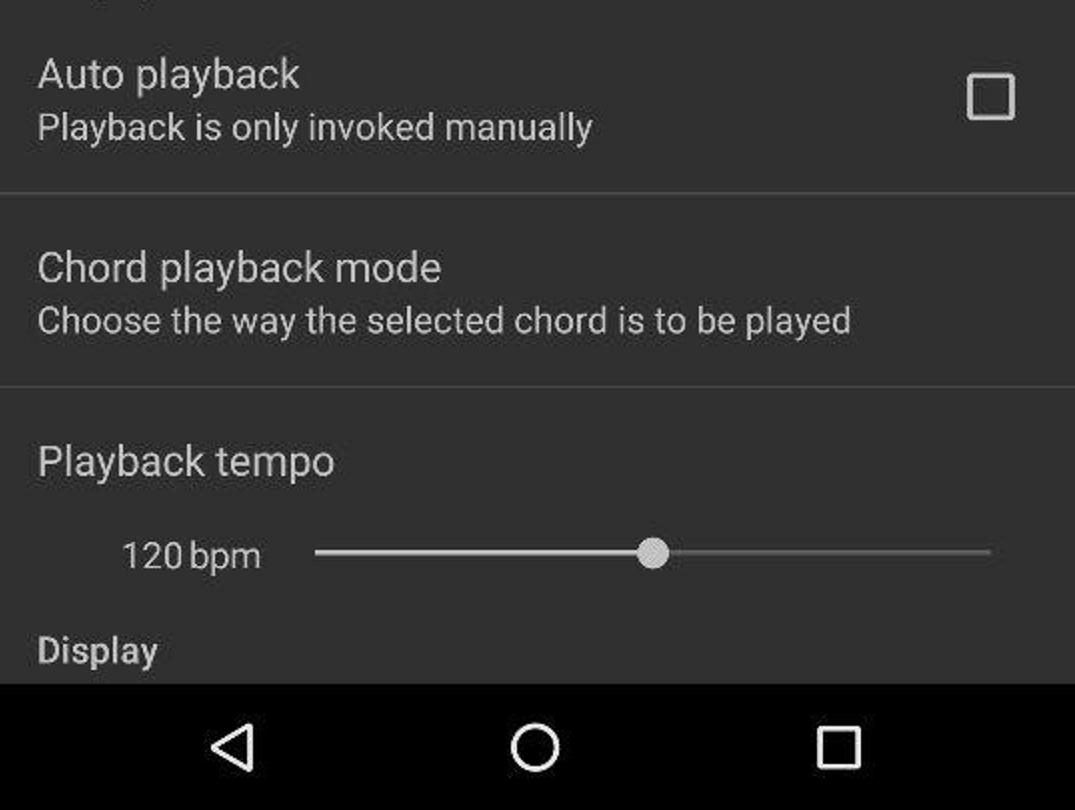 Auto playback
Playback is only invoked manually
Chord playback mode
Choose the way the selected chord is to be played
Playback tempo
120 bpm
Display